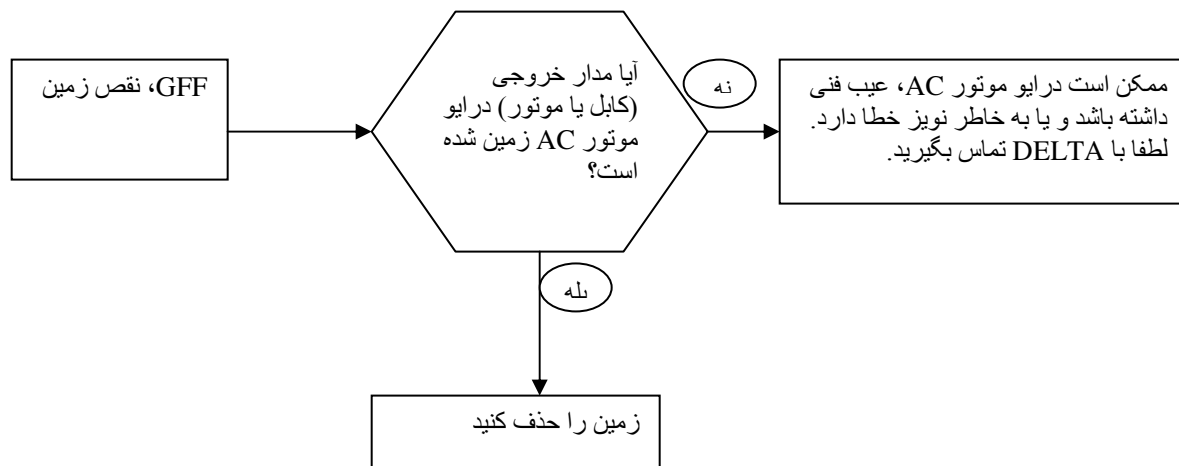 GFF، نقص زمین
آیا مدار خروجی
(کابل یا موتور) درایو
موتور AC زمین شده
است؟
نه
ممکن است درایو موتور AC، عیب فنی
داشته باشد و یا به خاطر نویز خطا دارد.
لطفا با DELTA تماس بگیرید.
بله
زمین را حذف کنید